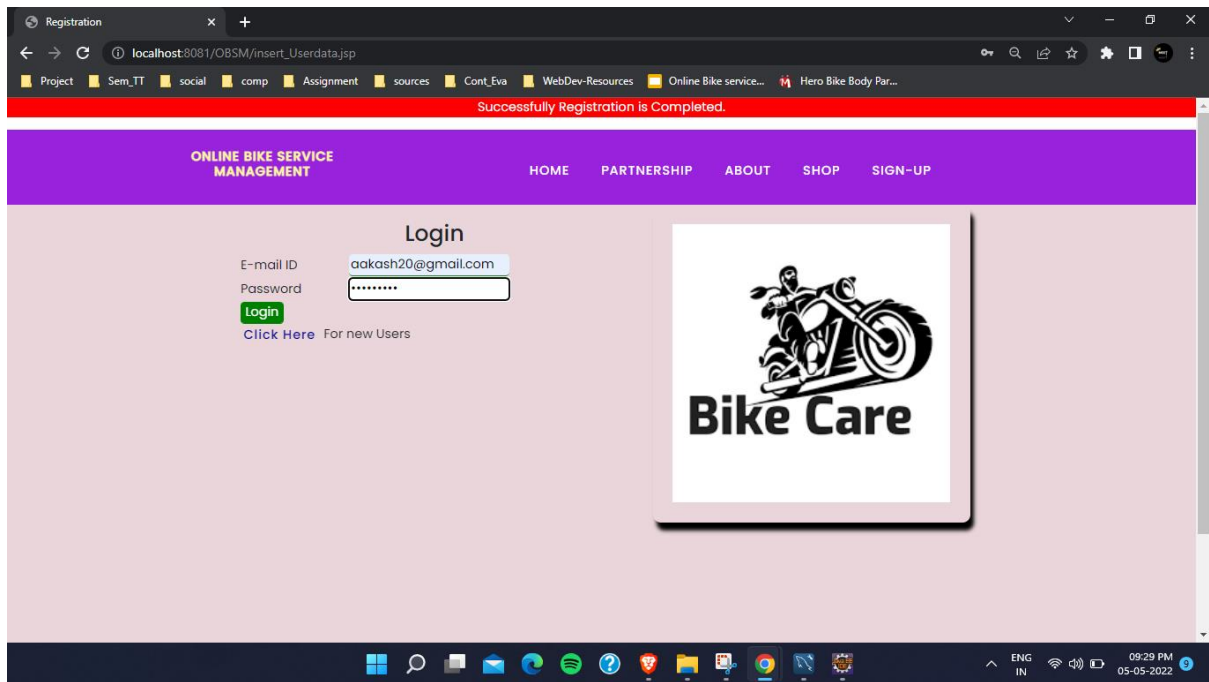 Registration
localhost:8081/OBSM/insert_Userdata.jsp
Project Sem_TT social comp Assignment sources Cont_Eva WebDev-Resources Online Bike service... Hero Bike Body Par...
Successfully Registration is Completed.
ONLINE BIKE SERVICE
MANAGEMENT
HOME PARTNERSHIP ABOUT SHOP SIGN-UP
Login
E-mail ID aakash20@gmail.com
Password •••••••••
Login
Click Here For new Users
Bike Care
ENG
IN
09:29 PM
05-05-2022
9